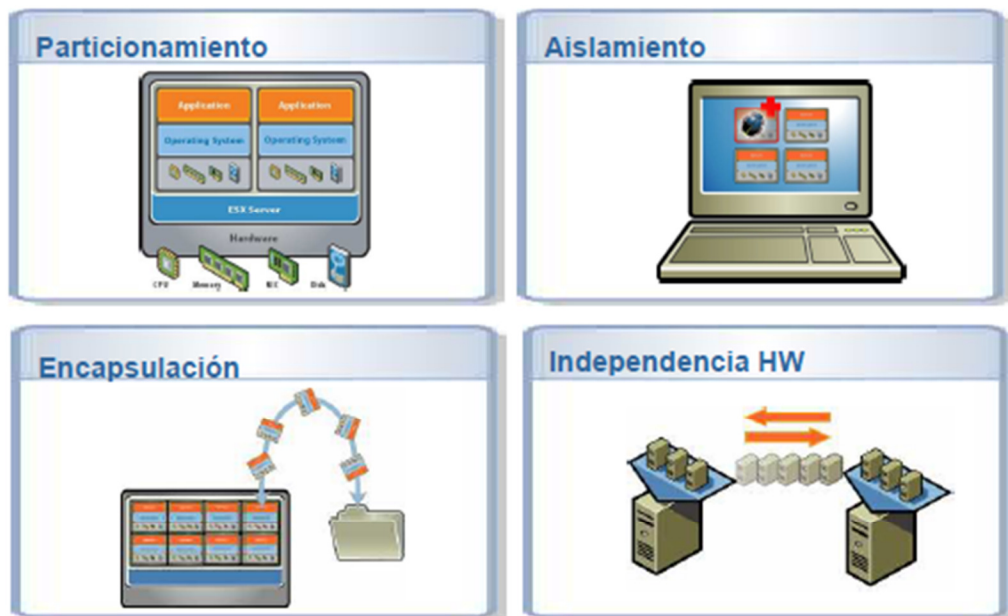 Particionamiento
Application Application
Operating System Operating System
ESX Server
Hardware
CPU Memory NIC Disk
Aislamiento
Encapsulación
Independencia HW